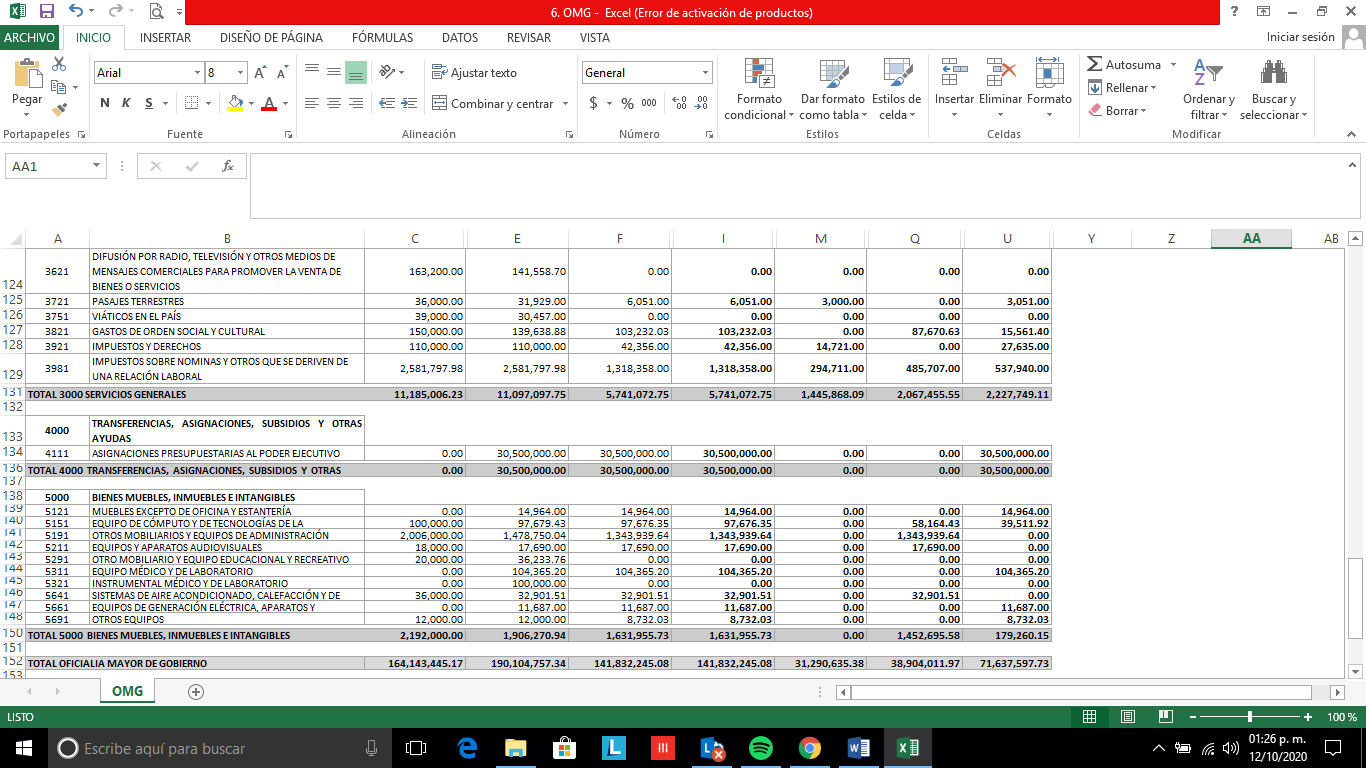 6. OMG - Excel (Error de activación de productos)
?
ARCHIVO INICIO INSERTAR DISEÑO DE PÁGINA FÓRMULAS DATOS REVISAR VISTA Iniciar sesión
Pegar
Arial 8 A A
N K S A
Ajustar texto
Combinar y centrar
General
$ % 000
Formato condicional
Dar formato como tabla
Estilos de celda
Insertar Eliminar Formato
Autosuma
Rellenar
Borrar
Ordenar y filtrar
Buscar y seleccionar
Portapapeles Fuente Alineación Número Estilos Celdas Modificar
AA1 fx
A B C E F I M Q U Y Z AA AB
DIFUSIÓN POR RADIO, TELEVISIÓN Y OTROS MEDIOS DE
124 3621 MENSAJES COMERCIALES PARA PROMOVER LA VENTA DE 163,200.00 141,558.70 0.00 0.00 0.00 0.00 0.00
BIENES O SERVICIOS
125 3721 PASAJES TERRESTRES 36,000.00 31,929.00 6,051.00 6,051.00 3,000.00 0.00 3,051.00
126 3751 VIÁTICOS EN EL PAÍS 39,000.00 30,457.00 0.00 0.00 0.00 0.00 0.00
127 3821 GASTOS DE ORDEN SOCIAL Y CULTURAL 150,000.00 139,638.88 103,232.03 103,232.03 0.00 87,670.63 15,561.40
128 3921 IMPUESTOS Y DERECHOS 110,000.00 110,000.00 42,356.00 42,356.00 14,721.00 0.00 27,635.00
129 3981 IMPUESTOS SOBRE NOMINAS Y OTROS QUE SE DERIVEN DE 2,581,797.98 2,581,797.98 1,318,358.00 1,318,358.00 294,711.00 485,707.00 537,940.00
UNA RELACIÓN LABORAL
131 TOTAL 3000 SERVICIOS GENERALES 11,185,006.23 11,097,097.75 5,741,072.75 5,741,072.75 1,445,868.09 2,067,455.55 2,227,749.11
132
133 4000 TRANSFERENCIAS, ASIGNACIONES, SUBSIDIOS Y OTRAS
AYUDAS
134 4111 ASIGNACIONES PRESUPUESTARIAS AL PODER EJECUTIVO 0.00 30,500,000.00 30,500,000.00 30,500,000.00 0.00 0.00 30,500,000.00
136 TOTAL 4000 TRANSFERENCIAS, ASIGNACIONES, SUBSIDIOS Y OTRAS 0.00 30,500,000.00 30,500,000.00 30,500,000.00 0.00 0.00 30,500,000.00
137
138 5000 BIENES MUEBLES, INMUEBLES E INTANGIBLES
139 5121 MUEBLES EXCEPTO DE OFICINA Y ESTANTERÍA 0.00 14,964.00 14,964.00 14,964.00 0.00 0.00 14,964.00
140 5151 EQUIPO DE CÓMPUTO Y DE TECNOLOGÍAS DE LA 100,000.00 97,679.43 97,676.35 97,676.35 0.00 58,164.43 39,511.92
141 5191 OTROS MOBILIARIOS Y EQUIPOS DE ADMINISTRACIÓN 2,006,000.00 1,478,750.04 1,343,939.64 1,343,939.64 0.00 1,343,939.64 0.00
142 5211 EQUIPOS Y APARATOS AUDIOVISUALES 18,000.00 17,690.00 17,690.00 17,690.00 0.00 17,690.00 0.00
143 5291 OTRO MOBILIARIO Y EQUIPO EDUCACIONAL Y RECREATIVO 20,000.00 36,233.76 0.00 0.00 0.00 0.00 0.00
144 5311 EQUIPO MÉDICO Y DE LABORATORIO 0.00 104,365.20 104,365.20 104,365.20 0.00 0.00 104,365.20
145 5321 INSTRUMENTAL MÉDICO Y DE LABORATORIO 0.00 100,000.00 0.00 0.00 0.00 0.00 0.00
146 5641 SISTEMAS DE AIRE ACONDICIONADO, CALEFACCIÓN Y DE 36,000.00 32,901.51 32,901.51 32,901.51 0.00 32,901.51 0.00
147 5661 EQUIPOS DE GENERACIÓN ELÉCTRICA, APARATOS Y 0.00 11,687.00 11,687.00 11,687.00 0.00 0.00 11,687.00
148 5691 OTROS EQUIPOS 12,000.00 12,000.00 8,732.03 8,732.03 0.00 0.00 8,732.03
150 TOTAL 5000 BIENES MUEBLES, INMUEBLES E INTANGIBLES 2,192,000.00 1,906,270.94 1,631,955.73 1,631,955.73 0.00 1,452,695.58 179,260.15
151
152 TOTAL OFICIALIA MAYOR DE GOBIERNO 164,143,445.17 190,104,757.34 141,832,245.08 141,832,245.08 31,290,635.38 38,904,011.97 71,637,597.73
153
OMG
LISTO 100 %
Escribe aquí para buscar
01:26 p. m.
12/10/2020